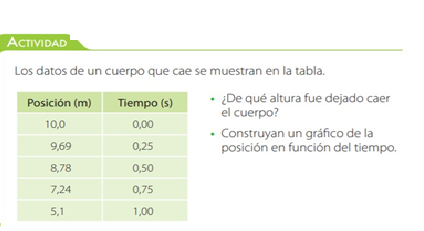 ACTIVIDAD
Los datos de un cuerpo que cae se muestran en la tabla.
Posición (m) Tiempo (s)
10,0 0,00
9,69 0,25
8,78 0,50
7,24 0,75
5,1 1,00
• ¿De qué altura fue dejado caer
el cuerpo?
• Construyan un gráfico de la
posición en función del tiempo.